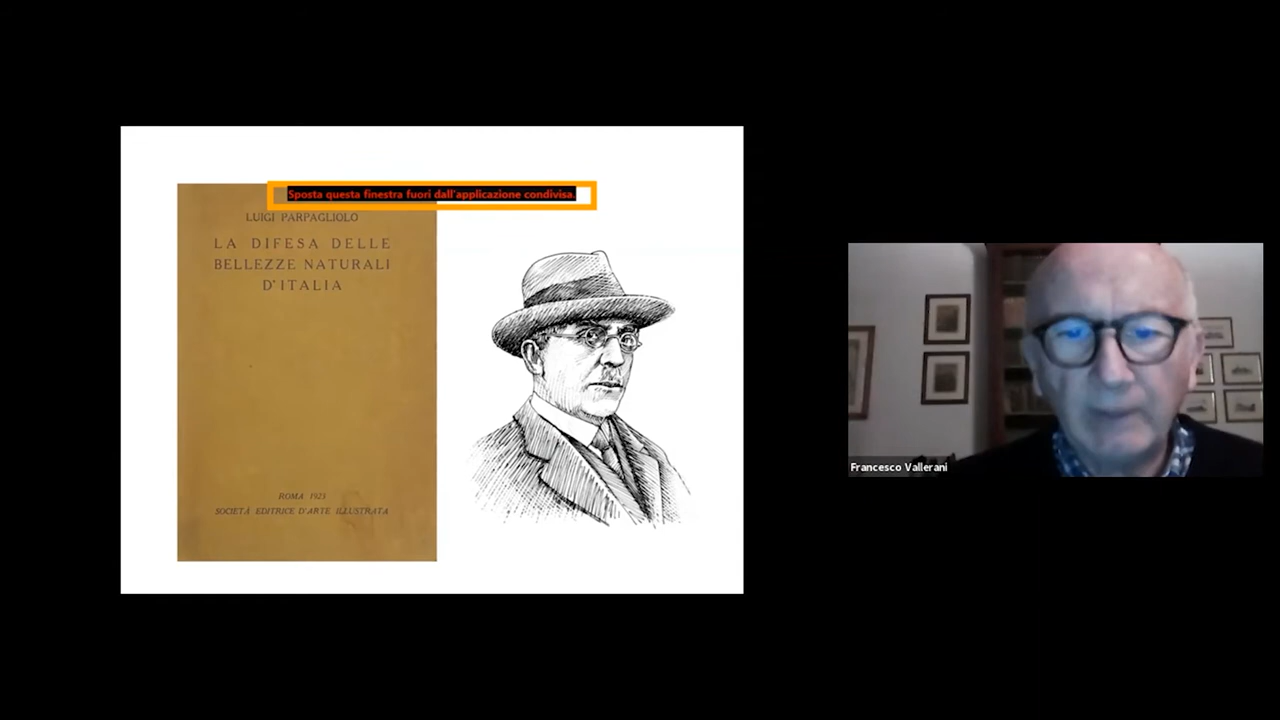 Sposta questa finestra fuori dall'applicazione condivisa.
LUIGI PARPAGLIOLO
LA DIFESA DELLE
BELLEZZE NATURALI
D'ITALIA
ROMA 1923
SOCIETÀ EDITRICE D'ARTE ILLUSTRATA
Francesco Vallerani